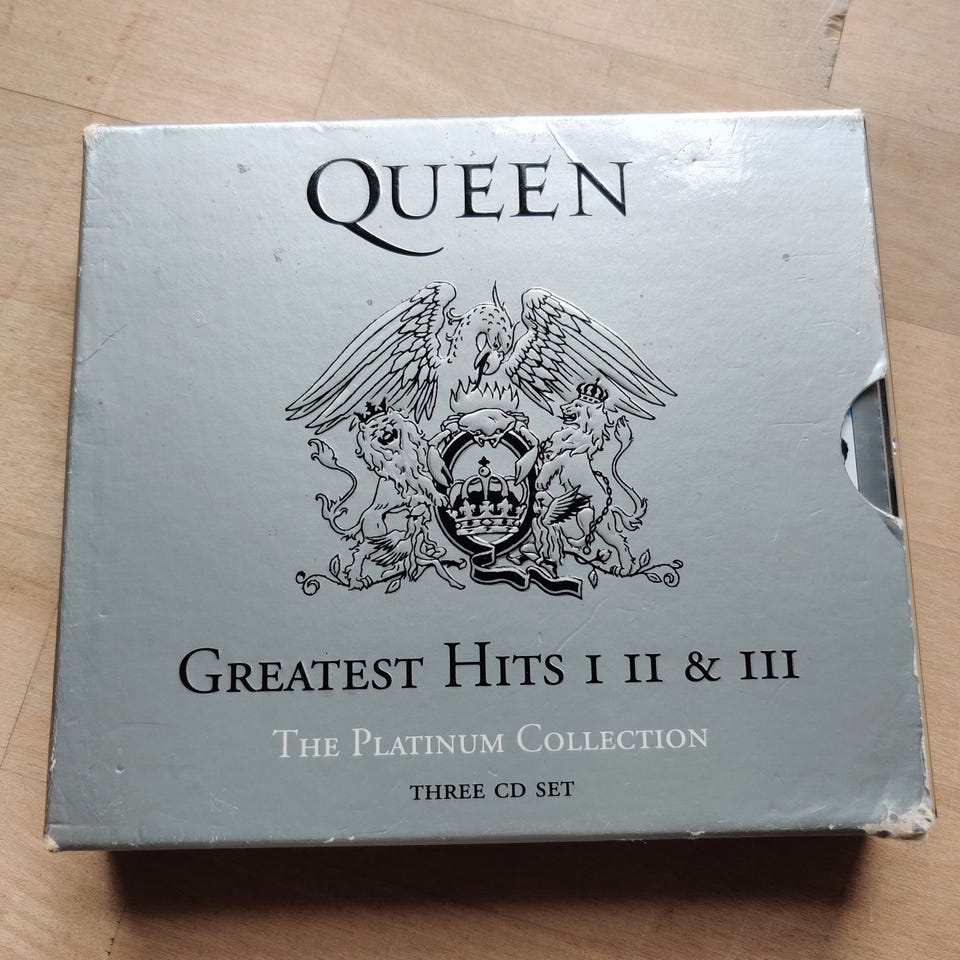 QUEEN
GREATEST HITS I II & III
THE PLATINUM COLLECTION
THREE CD SET